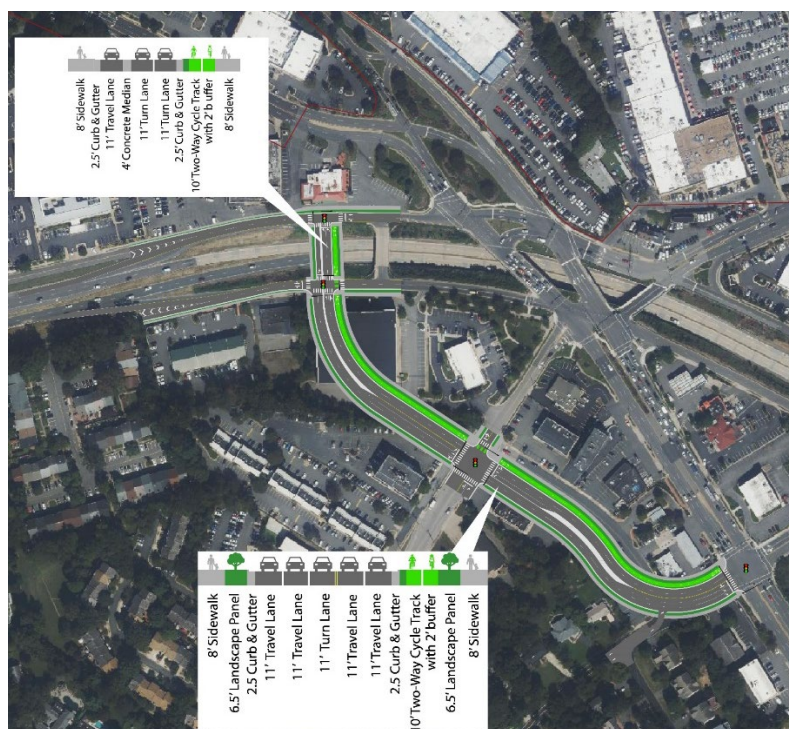 8' Sidewalk
2.5' Curb & Gutter
11' Travel Lane
4' Concrete Median
11' Turn Lane
11' Turn Lane
2.5' Curb & Gutter
10' Two-Way Cycle Track
with 2' buffer
8' Sidewalk
8' Sidewalk
6.5' Landscape Panel
2.5 Curb & Gutter
11' Travel Lane
11' Travel Lane
11' Turn Lane
11' Travel Lane
11' Travel Lane
2.5 Curb & Gutter
10' Two-Way Cycle Track
with 2' buffer
6.5' Landscape Panel
8' Sidewalk